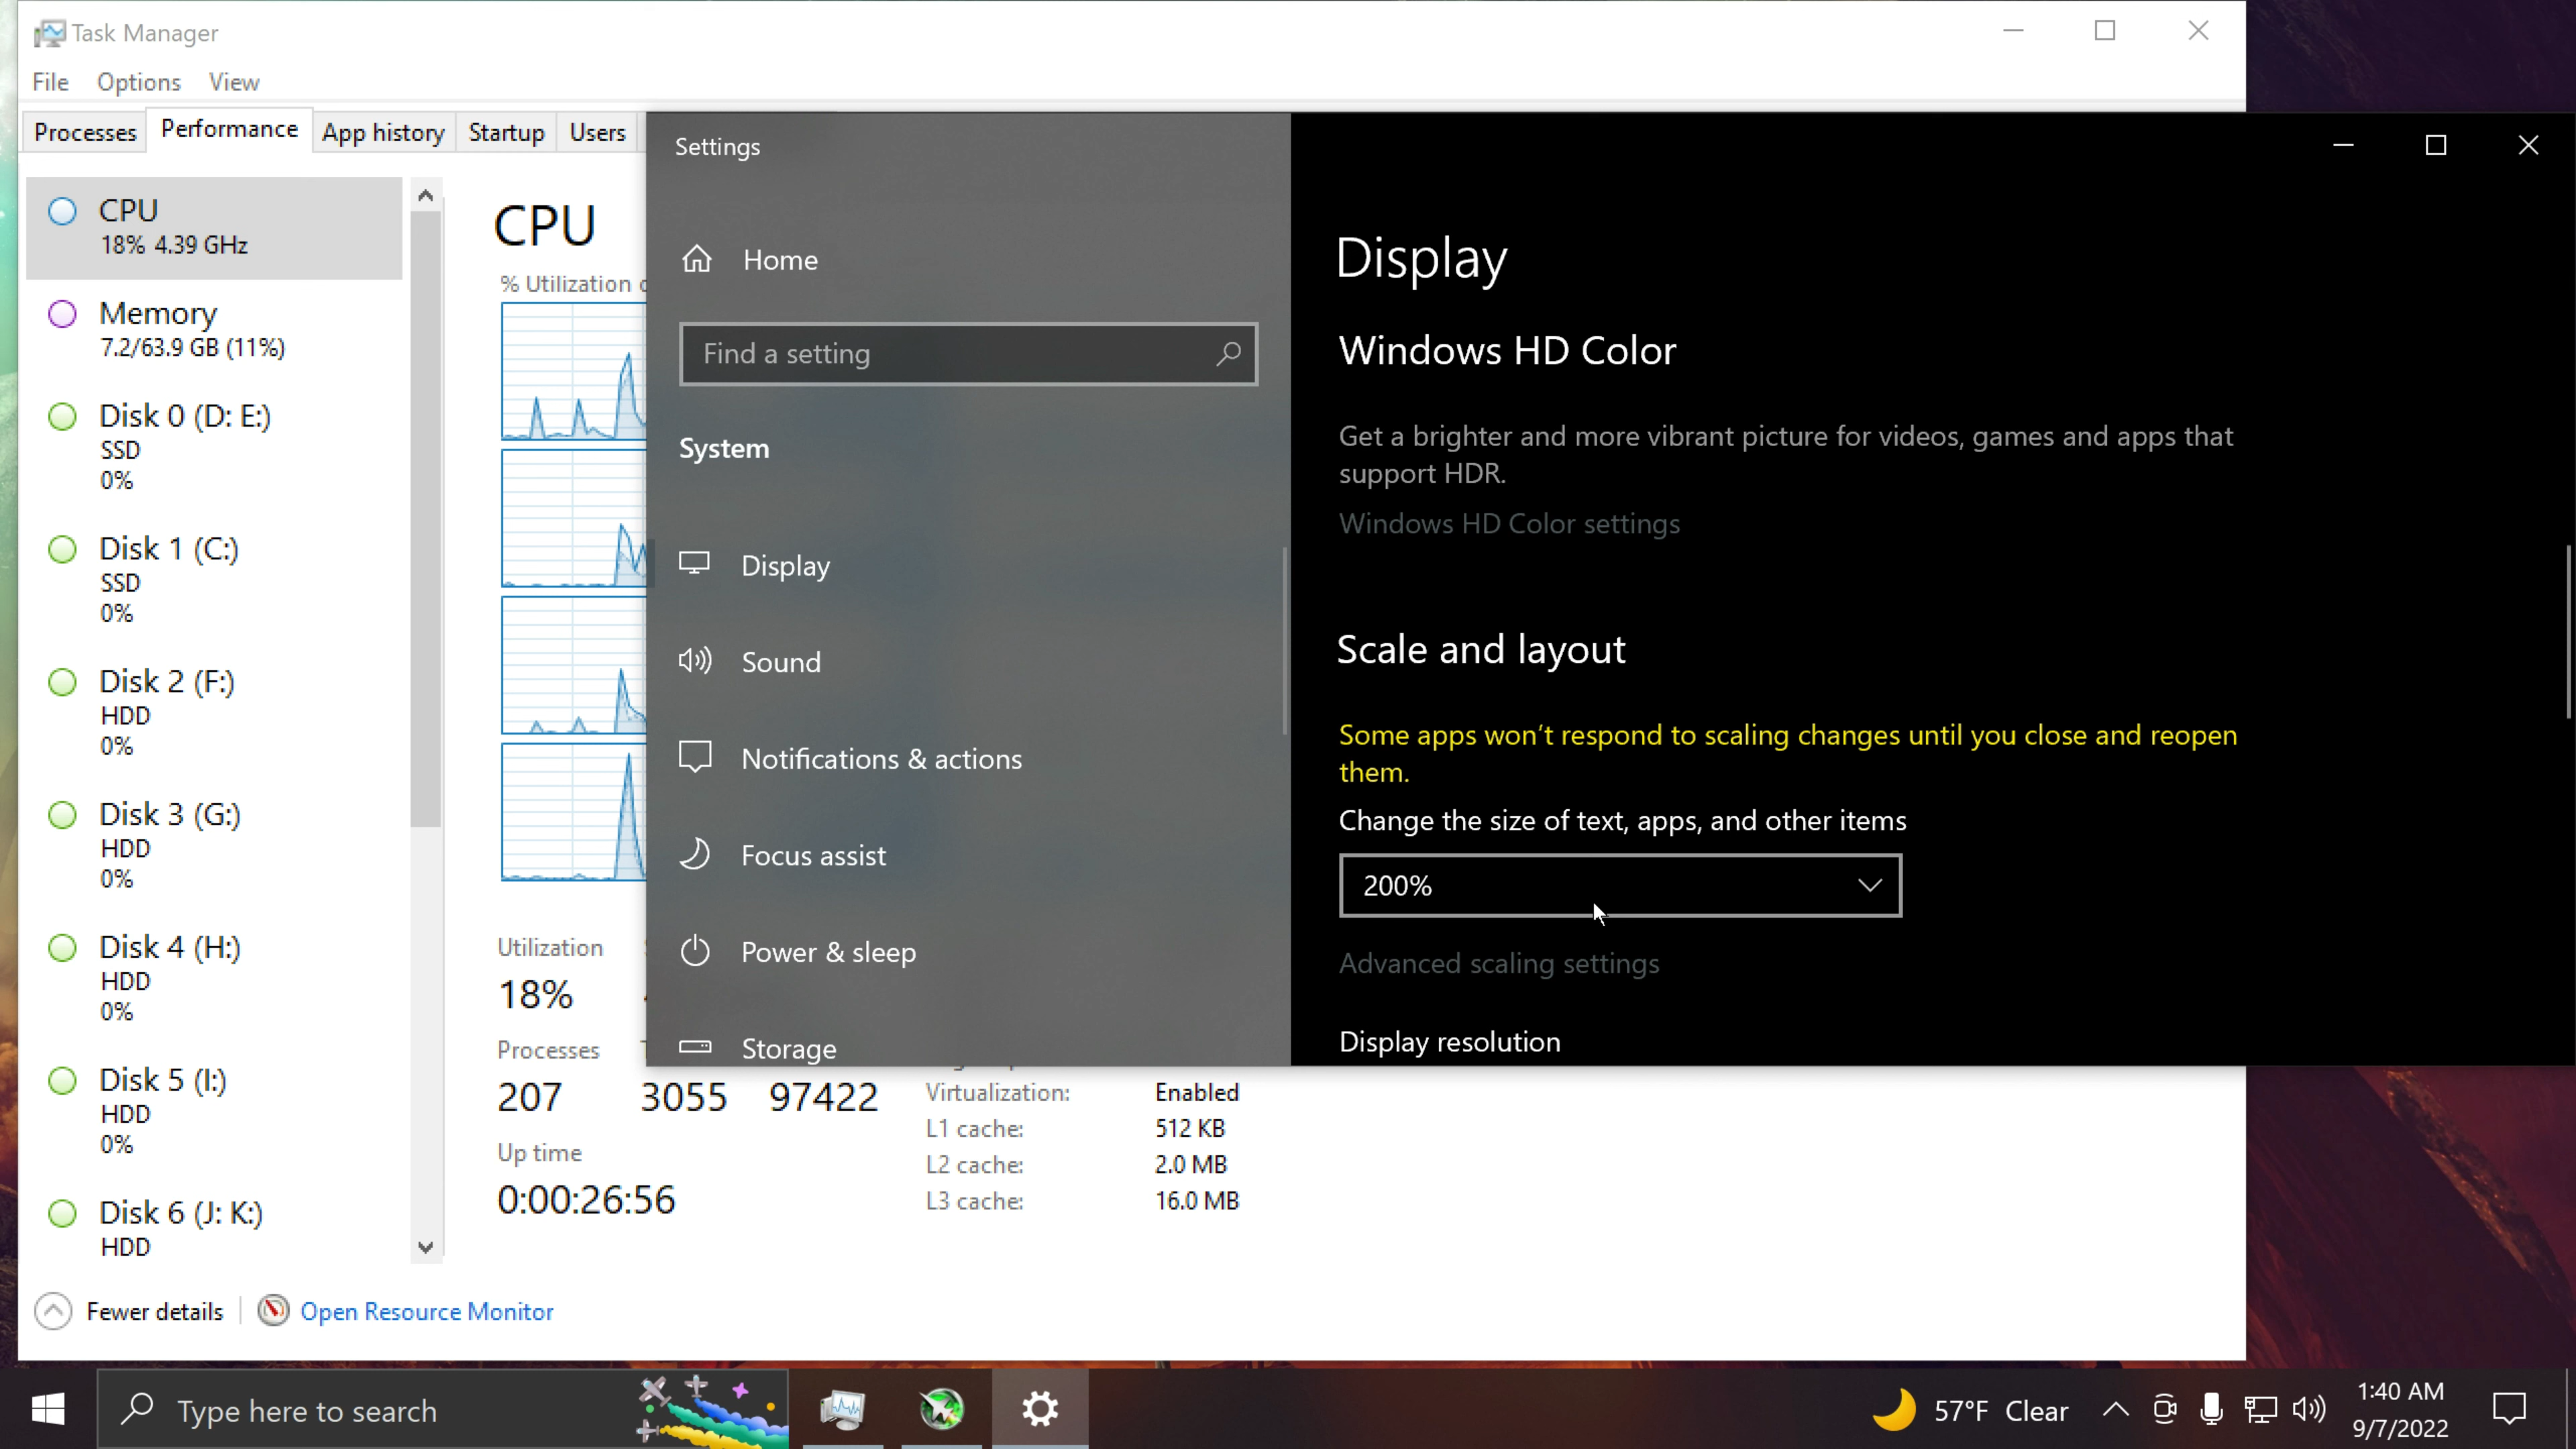 Task Manager
File Options View
Processes Performance App history Startup Users
CPU
18% 4.39 GHz
Memory
7.2/63.9 GB (11%)
Disk 0 (D: E:)
SSD
0%
Disk 1 (C:)
SSD
0%
Disk 2 (F:)
HDD
0%
Disk 3 (G:)
HDD
0%
Disk 4 (H:)
HDD
0%
Disk 5 (I:)
HDD
0%
Disk 6 (J: K:)
HDD
Fewer details
Open Resource Monitor
CPU
% Utilization
Utilization
18%
Processes
207 3055 97422
Up time
0:00:26:56
Virtualization: Enabled
L1 cache: 512 KB
L2 cache: 2.0 MB
L3 cache: 16.0 MB
Settings
Home
Find a setting
System
Display
Sound
Notifications & actions
Focus assist
Power & sleep
Storage
Display
Windows HD Color
Get a brighter and more vibrant picture for videos, games and apps that
support HDR.
Windows HD Color settings
Scale and layout
Some apps won't respond to scaling changes until you close and reopen
them.
Change the size of text, apps, and other items
200%
Advanced scaling settings
Display resolution
Type here to search
57°F Clear
1:40 AM
9/7/2022